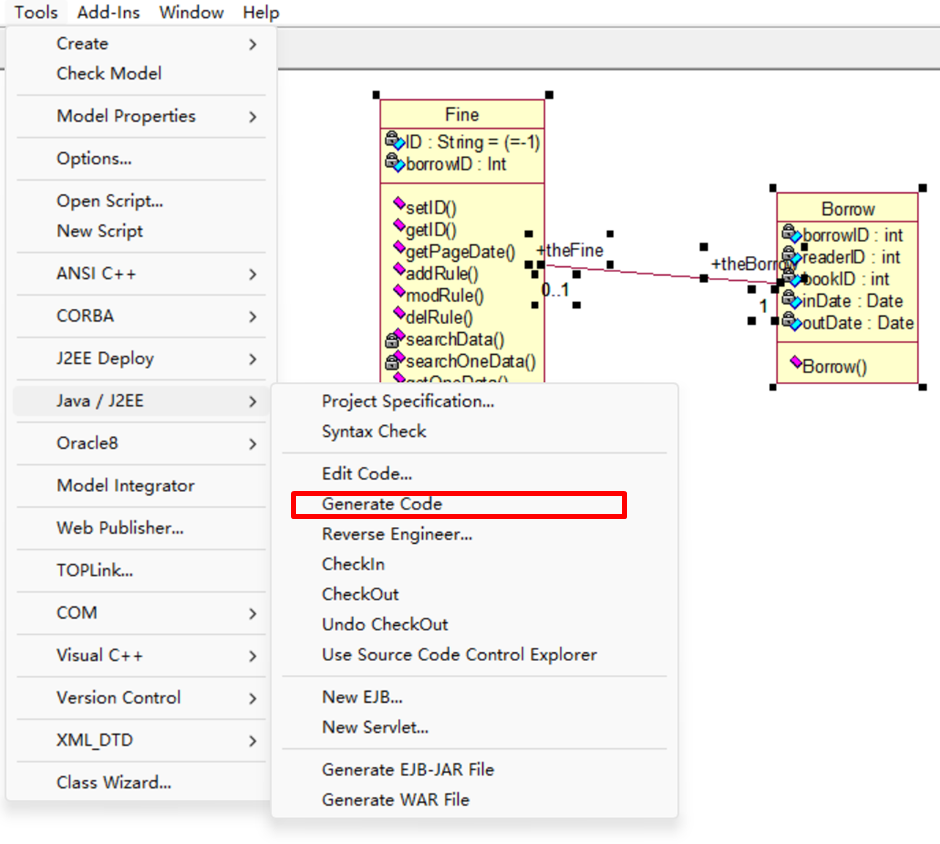 Tools Add-Ins Window Help
Create
Check Model
Model Properties
Options...
Open Script...
New Script
ANSI C++
CORBA
J2EE Deploy
Java / J2EE
Oracle8
Model Integrator
Web Publisher...
TOPLink...
COM
Visual C++
Version Control
XML_DTD
Class Wizard...
Project Specification...
Syntax Check
Edit Code...
Generate Code
Reverse Engineer...
CheckIn
CheckOut
Undo CheckOut
Use Source Code Control Explorer
New EJB...
New Servlet...
Generate EJB-JAR File
Generate WAR File
Fine
ID : String = (=-1)
borrowID : Int
setID()
getID()
getPageDate()
addRule()
modRule()
delRule()
searchData()
searchOneData()
getOneData()
+theFine
0..1
+theBorrow
1
Borrow
borrowID : int
readerID : int
bookID : int
inDate : Date
outDate : Date
Borrow()